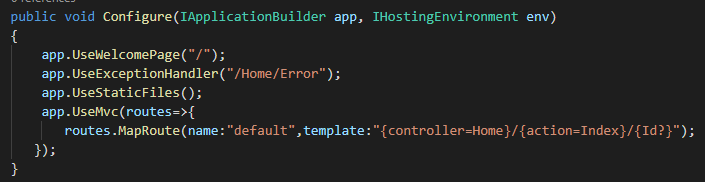 0 references
public void Configure(IApplicationBuilder app, IHostingEnvironment env)
{
app.UseWelcomePage("/");
app.UseExceptionHandler("/Home/Error");
app.UseStaticFiles();
app.UseMvc(routes=>{
routes.MapRoute(name:"default",template:"{controller=Home}/{action=Index}/{Id?}");
});
}